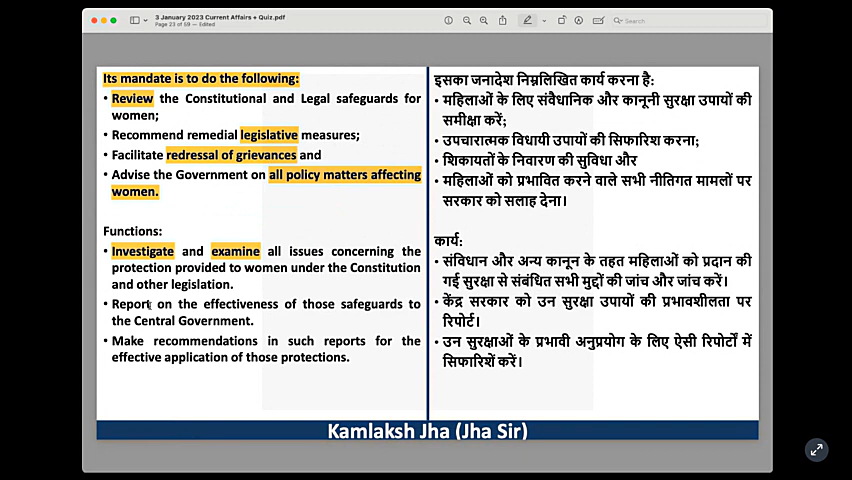 3 January 2023 Current Affairs + Quiz.pdf
Page 23 of 59 — Edited
Search
Its mandate is to do the following:
• Review the Constitutional and Legal safeguards for
women;
• Recommend remedial legislative measures;
• Facilitate redressal of grievances and
• Advise the Government on all policy matters affecting
women.
Functions:
• Investigate and examine all issues concerning the
protection provided to women under the Constitution
and other legislation.
• Report on the effectiveness of those safeguards to
the Central Government.
• Make recommendations in such reports for the
effective application of those protections.
इसका जनादेश निम्नलिखित कार्य करना है:
• महिलाओं के लिए संवैधानिक और कानूनी सुरक्षा उपायों की
समीक्षा करें;
• उपचारात्मक विधायी उपायों की सिफारिश करना;
• शिकायतों के निवारण की सुविधा और
• महिलाओं को प्रभावित करने वाले सभी नीतिगत मामलों पर
सरकार को सलाह देना।
कार्य:
• संविधान और अन्य कानून के तहत महिलाओं को प्रदान की
गई सुरक्षा से संबंधित सभी मुद्दों की जांच और जांच करें।
• केंद्र सरकार को उन सुरक्षा उपायों की प्रभावशीलता पर
रिपोर्ट।
• उन सुरक्षाओं के प्रभावी अनुप्रयोग के लिए ऐसी रिपोर्टों में
सिफारिशें करें।
Kamlaksh Jha (Jha Sir)